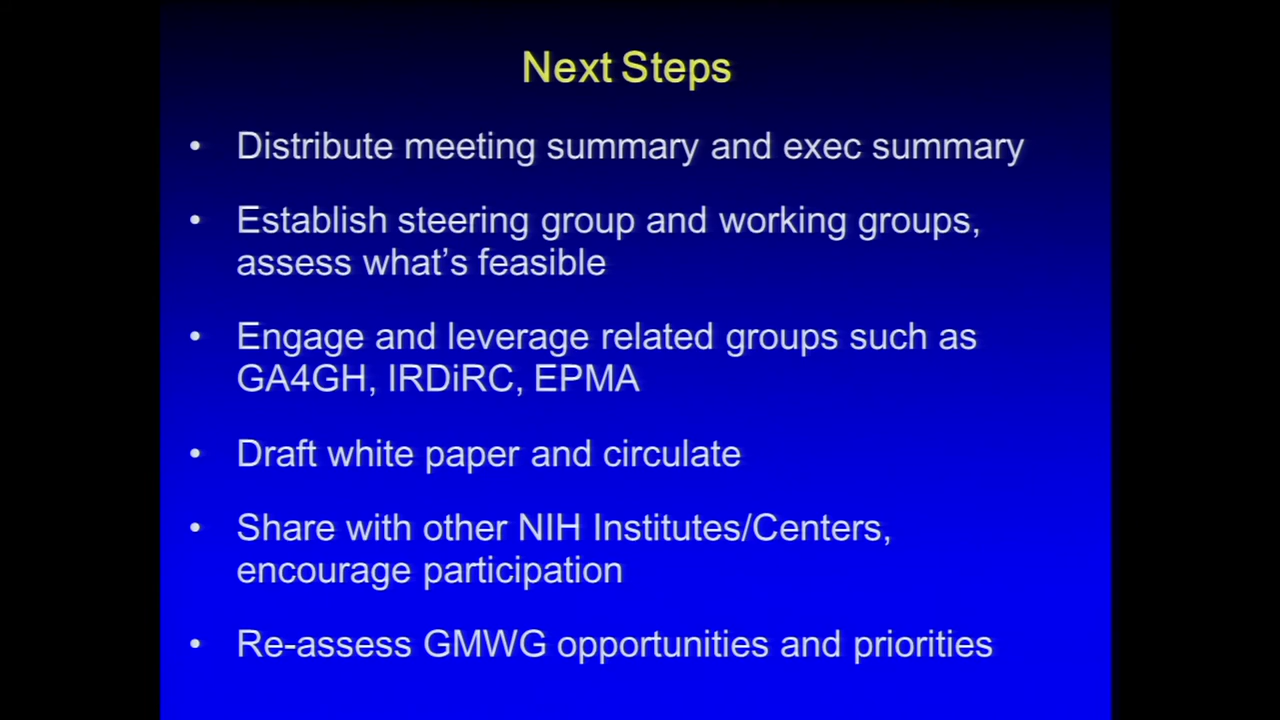 Next Steps
• Distribute meeting summary and exec summary
• Establish steering group and working groups,
assess what's feasible
• Engage and leverage related groups such as
GA4GH, IRDiRC, EPMA
• Draft white paper and circulate
• Share with other NIH Institutes/Centers,
encourage participation
• Re-assess GMWG opportunities and priorities